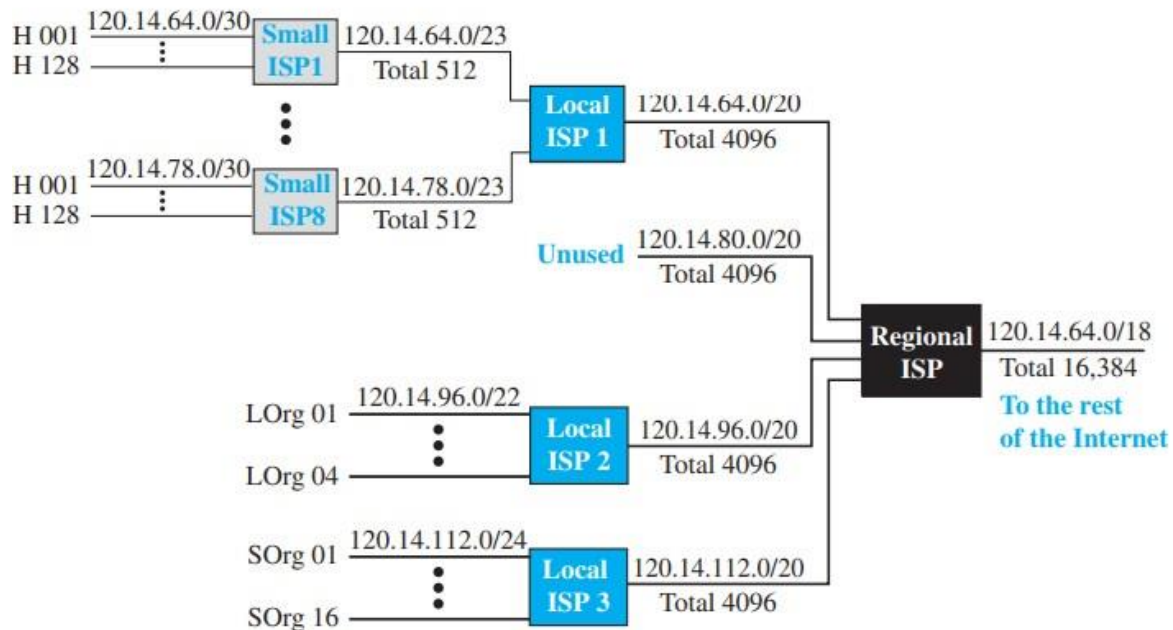 H 001
120.14.64.0/30
H 128
Small
ISP1
120.14.64.0/23
Total 512
H 001
120.14.78.0/30
H 128
Small
ISP8
120.14.78.0/23
Total 512
Local
ISP 1
120.14.64.0/20
Total 4096
Unused
120.14.80.0/20
Total 4096
LOrg 01
120.14.96.0/22
LOrg 04
Local
ISP 2
120.14.96.0/20
Total 4096
SOrg 01
120.14.112.0/24
SOrg 16
Local
ISP 3
120.14.112.0/20
Total 4096
Regional
ISP
120.14.64.0/18
Total 16,384
To the rest
of the Internet